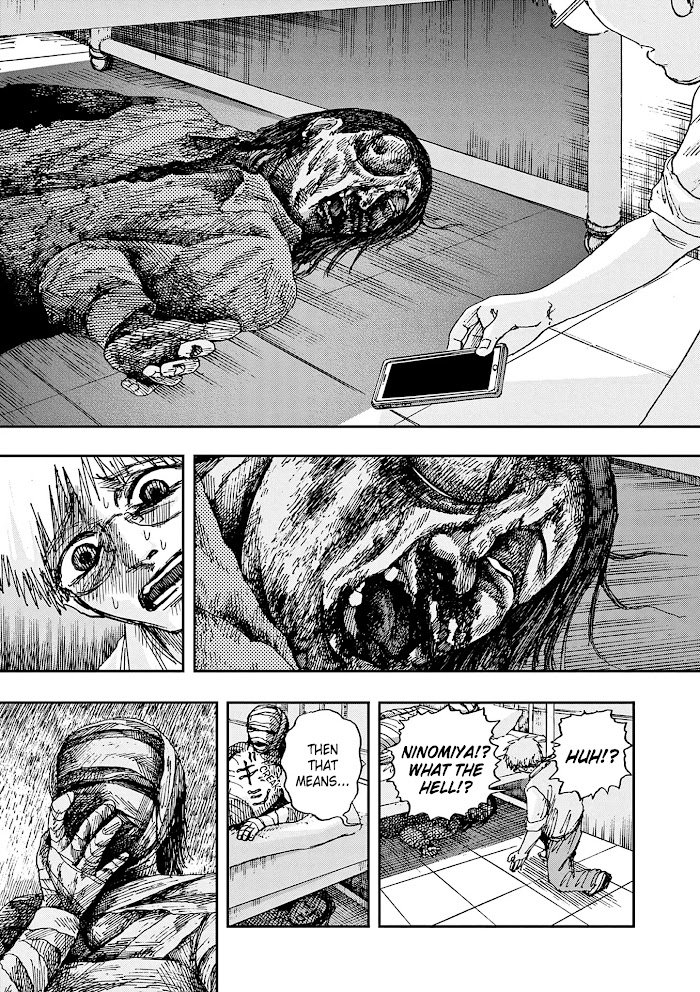 HUH!?
NINOMIYA!?
WHAT THE
HELL!?
THEN
THAT
MEANS...